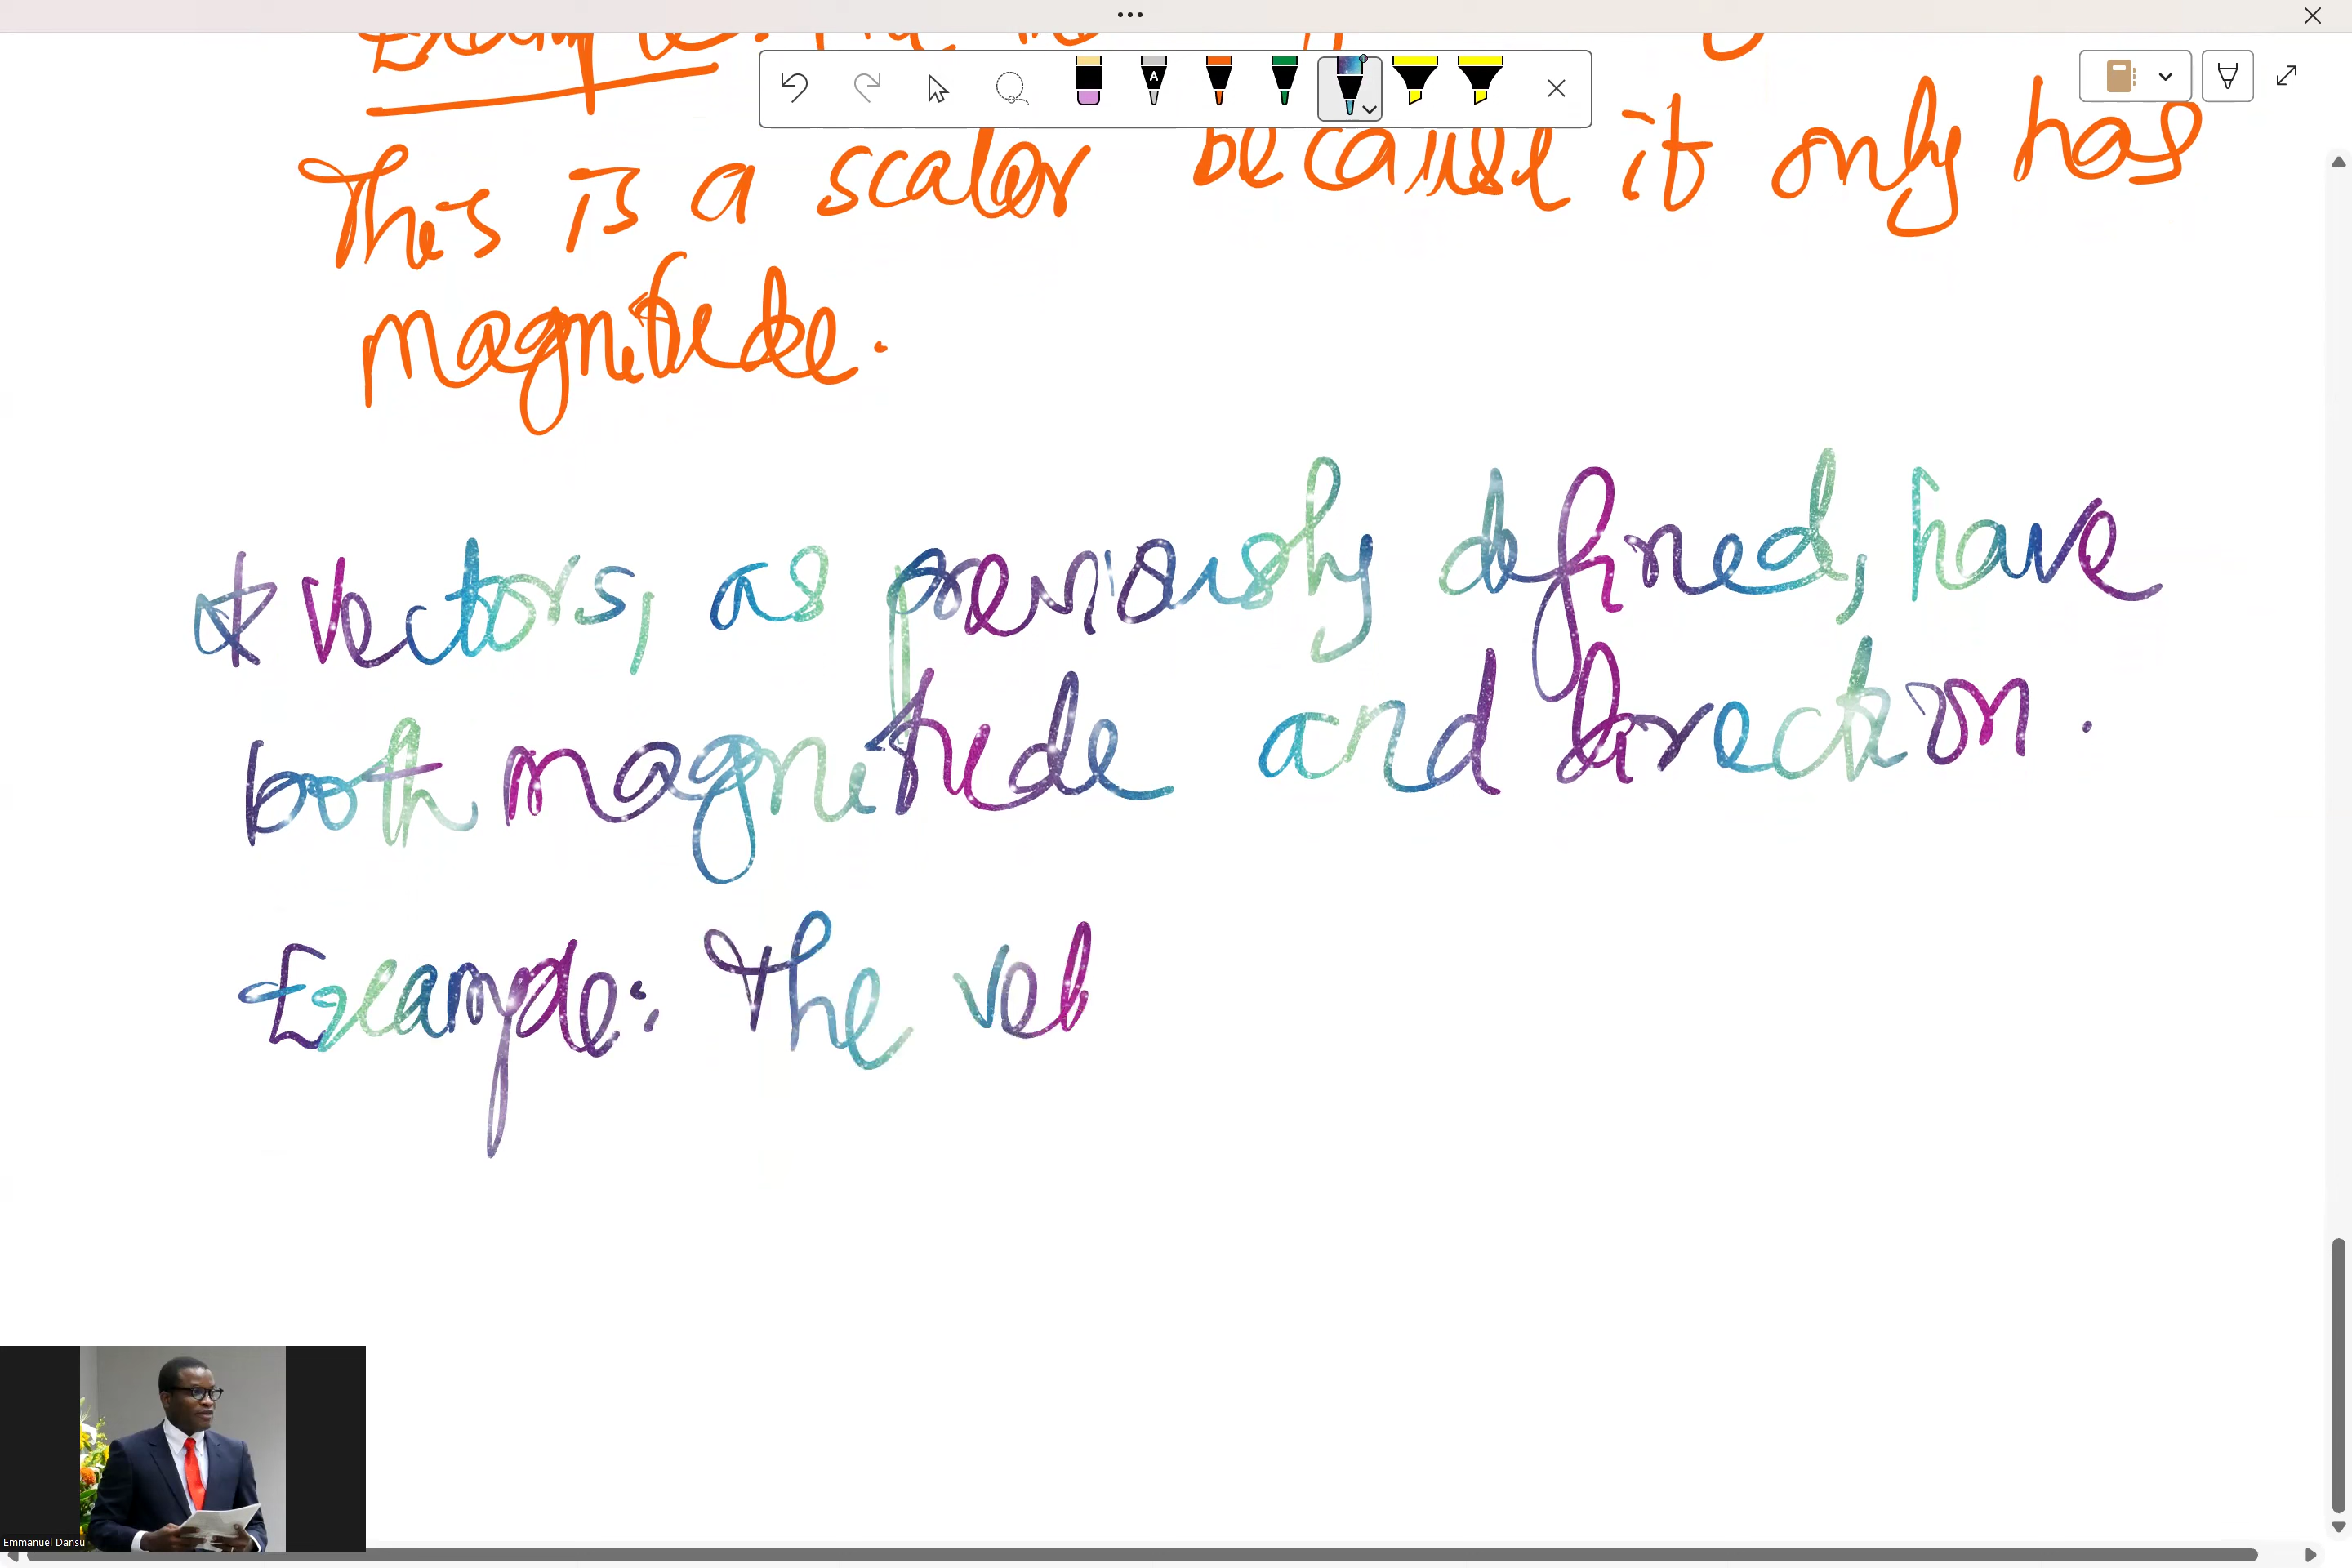 Example:
This is a scalar because it only has
magnitude.
* Vectors, as previously defined, have
both magnitude and direction.
Example: The vel
A
Emmanuel Dansu